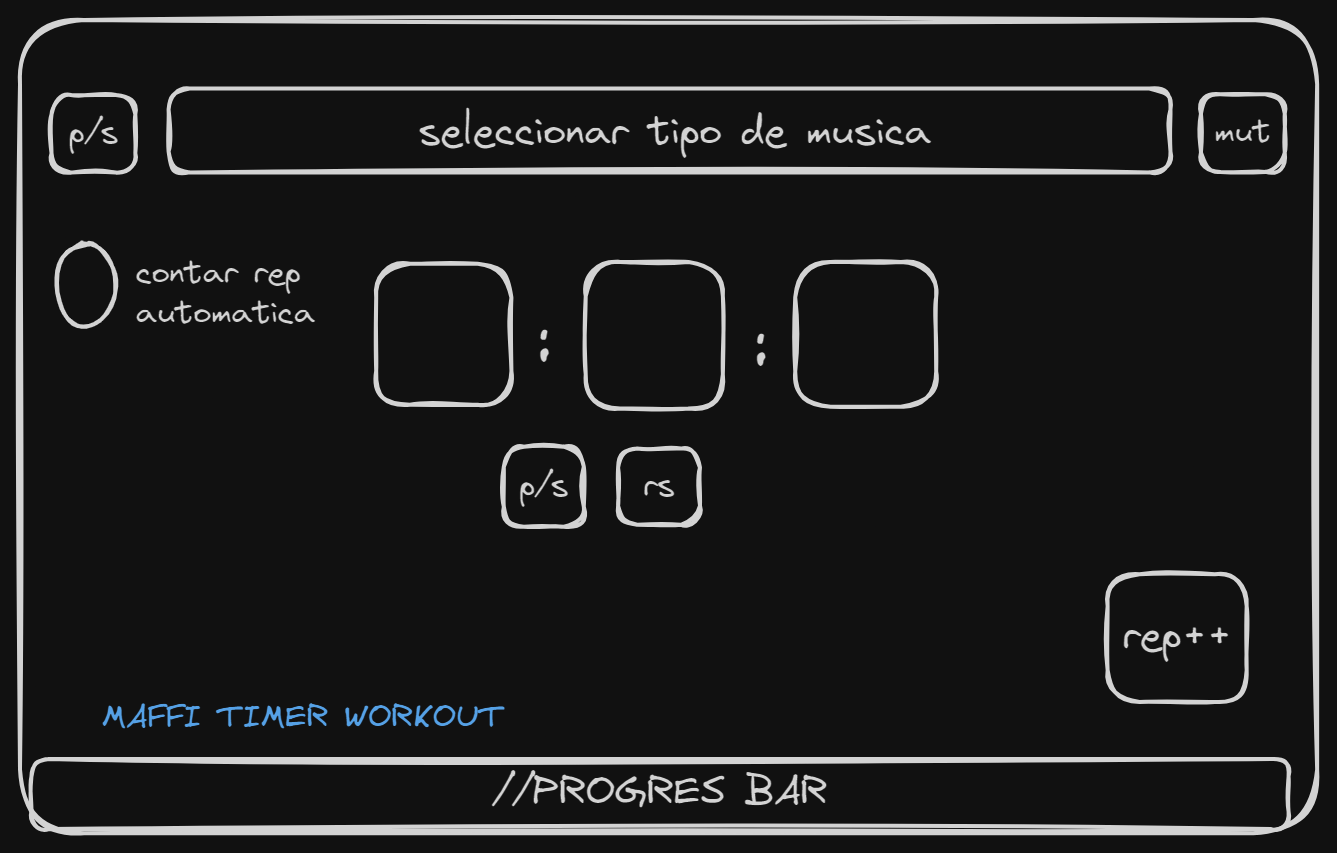 p/s
seleccionar tipo de musica
mut
contar rep
automatica
:
:
p/s
rs
rep++
MAFFI TIMER WORKOUT
//PROGRES BAR